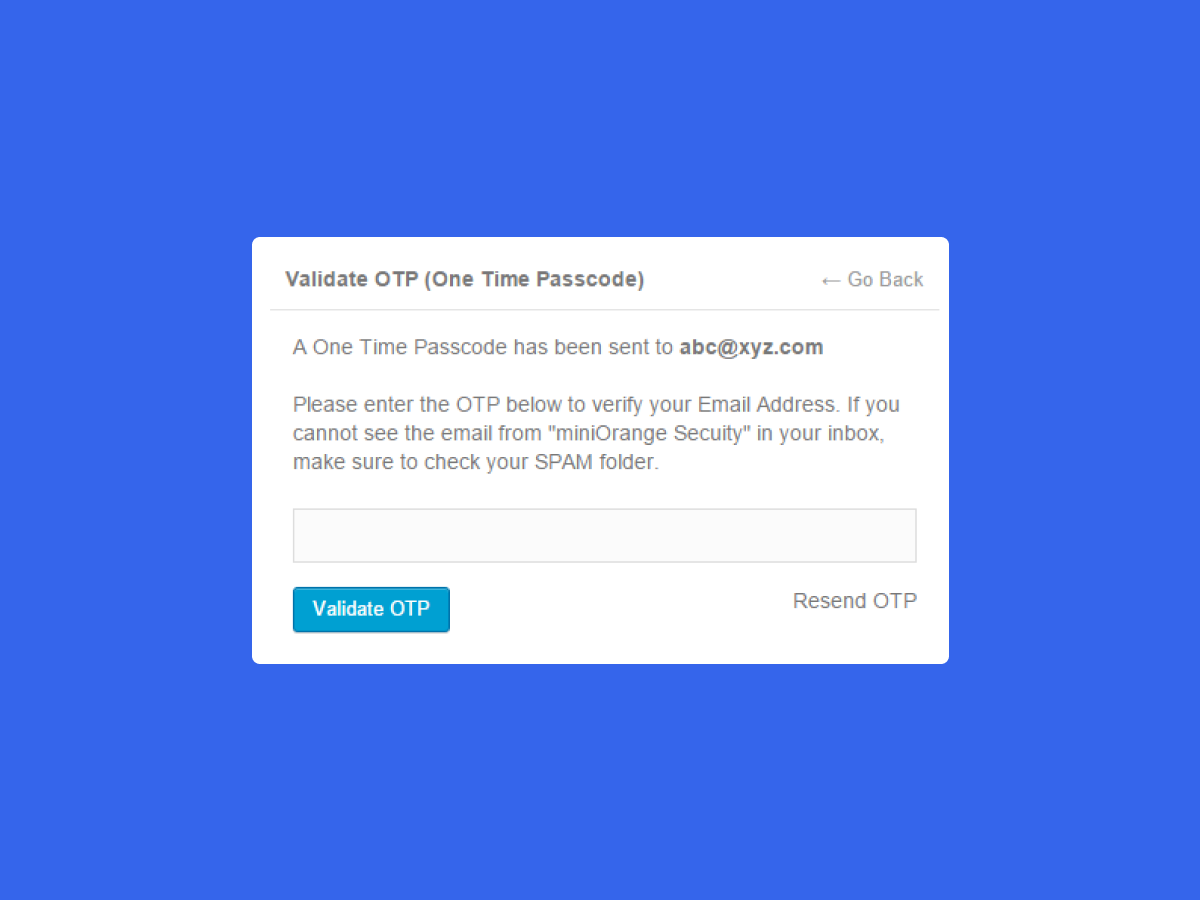 Validate OTP (One Time Passcode)
← Go Back
A One Time Passcode has been sent to abc@xyz.com
Please enter the OTP below to verify your Email Address. If you
cannot see the email from "miniOrange Secuity" in your inbox,
make sure to check your SPAM folder.
Validate OTP
Resend OTP